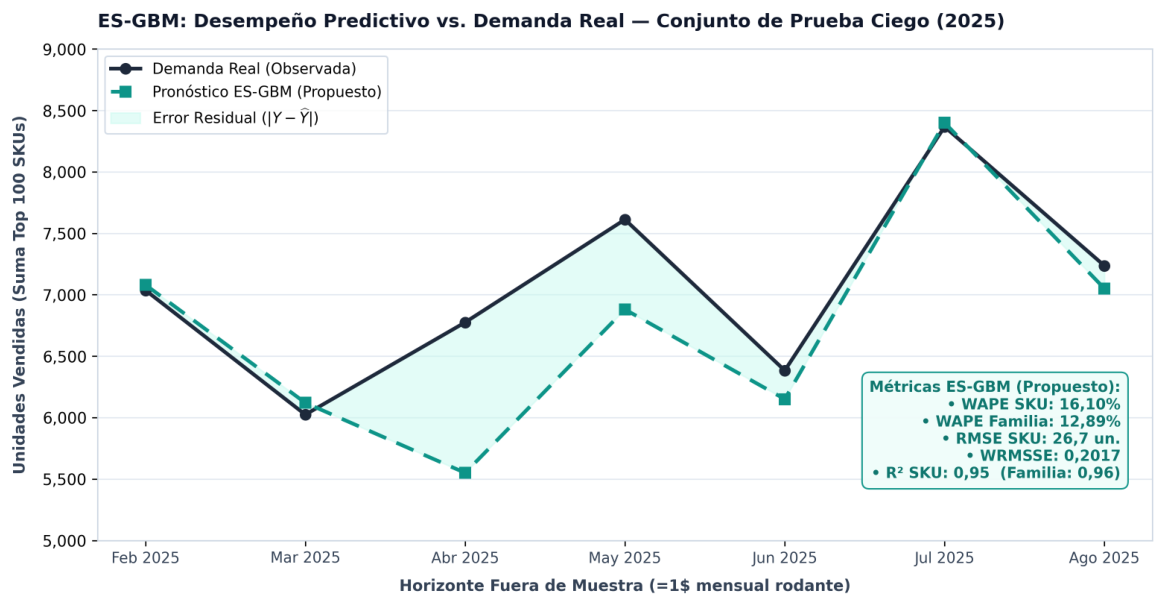 ES-GBM: Desempeño Predictivo vs. Demanda Real — Conjunto de Prueba Ciego (2025)
Demanda Real (Observada)
Pronóstico ES-GBM (Propuesto)
Error Residual (|Y − Ŷ|)
Unidades Vendidas (Suma Top 100 SKUs)
9,000
8,500
8,000
7,500
7,000
6,500
6,000
5,500
5,000
Métricas ES-GBM (Propuesto):
• WAPE SKU: 16,10%
• WAPE Familia: 12,89%
• RMSE SKU: 26,7 un.
• WRMSSE: 0,2017
• R² SKU: 0,95 (Familia: 0,96)
Feb 2025 Mar 2025 Abr 2025 May 2025 Jun 2025 Jul 2025 Ago 2025
Horizonte Fuera de Muestra (=1$ mensual rodante)